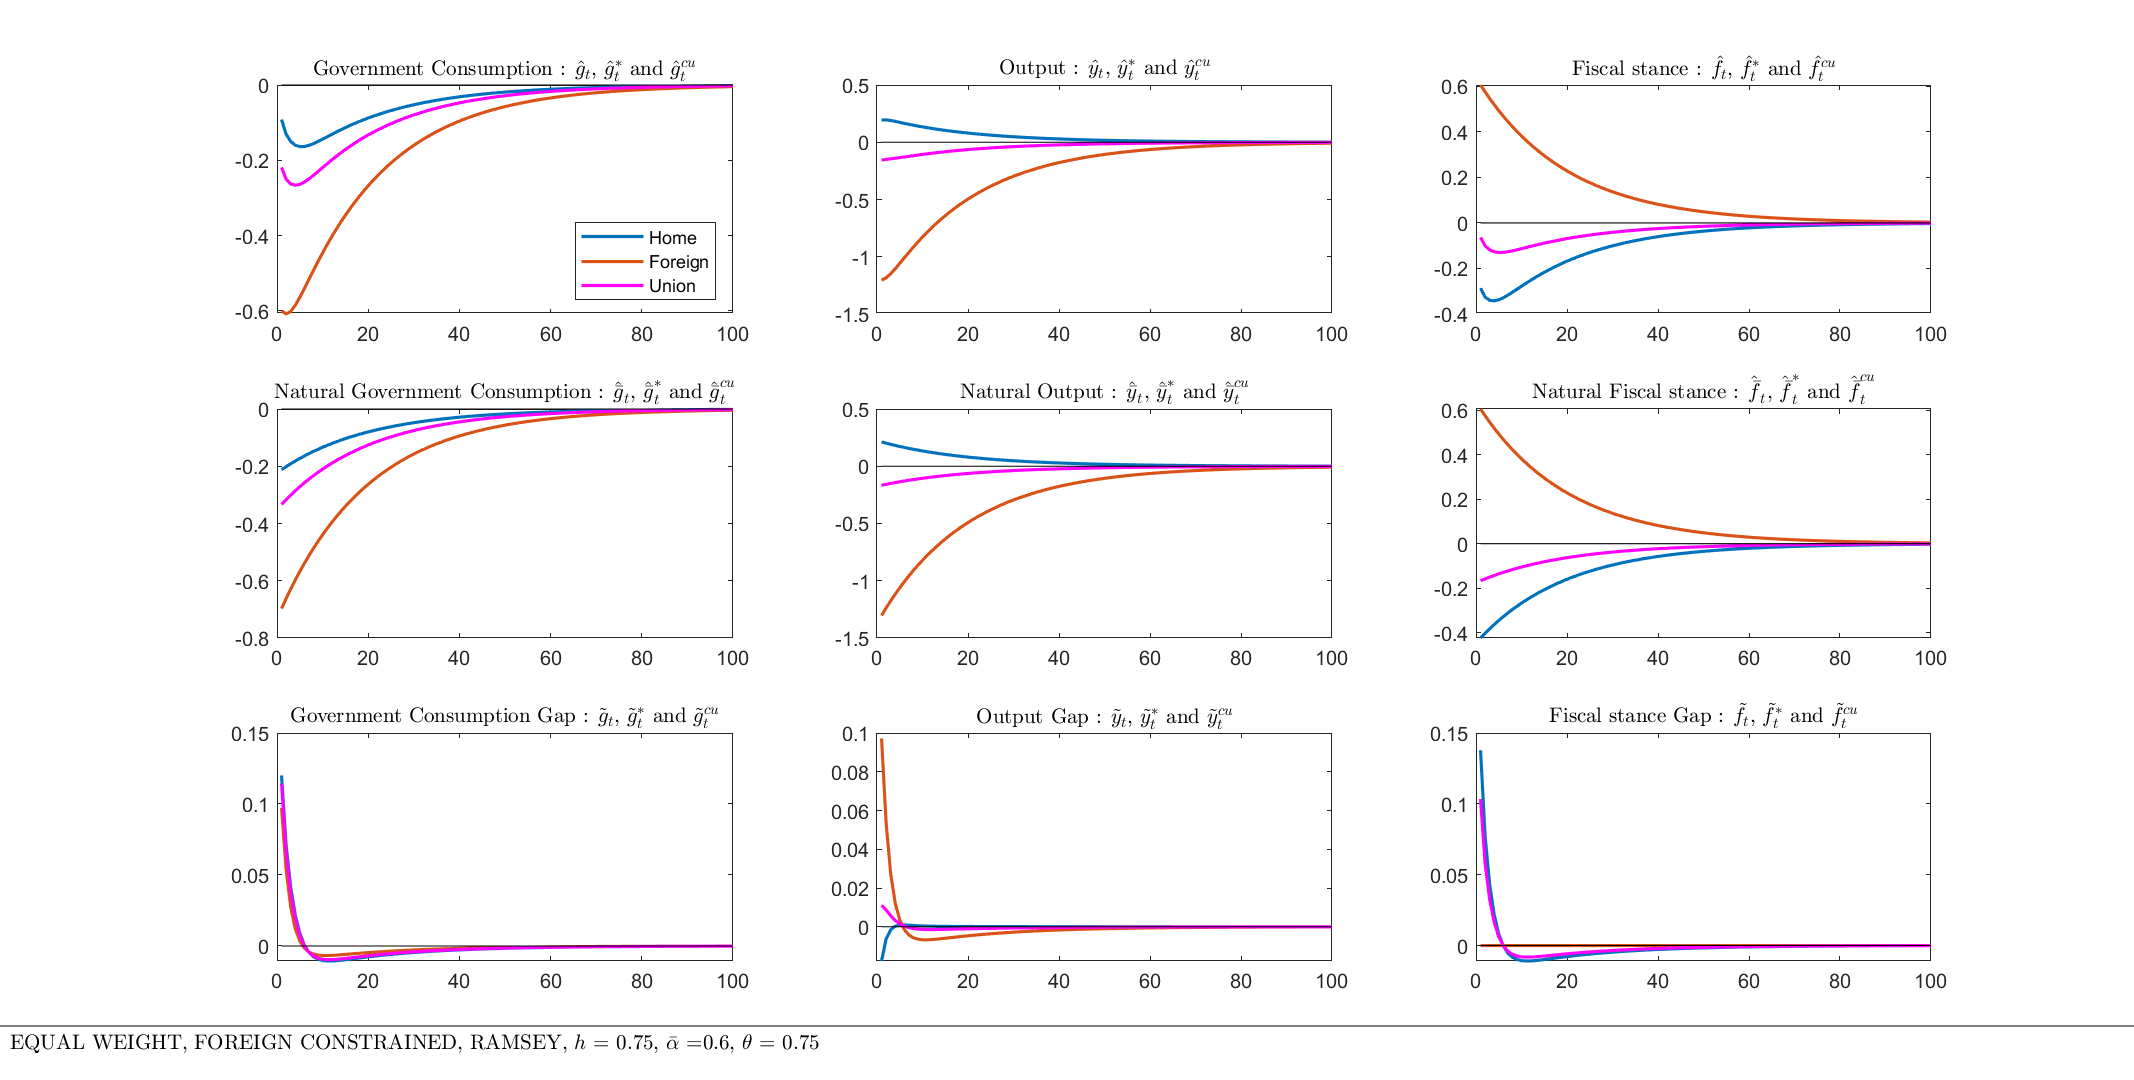 Government Consumption : ĝₜ, ĝₜ* and ĝₜᶜᵘ
0
-0.2
-0.4
-0.6
0 20 40 60 80 100
Home
Foreign
Union
Output : ŷₜ, ŷₜ* and ŷₜᶜᵘ
0.5
0
-0.5
-1
-1.5
0 20 40 60 80 100
Fiscal stance : f̂ₜ, f̂ₜ* and f̂ₜᶜᵘ
0.6
0.4
0.2
0
-0.2
-0.4
0 20 40 60 80 100
Natural Government Consumption : ḡ̂ₜ, ḡ̂ₜ* and ḡ̂ₜᶜᵘ
0
-0.2
-0.4
-0.6
-0.8
0 20 40 60 80 100
Natural Output : ȳ̂ₜ, ȳ̂ₜ* and ȳ̂ₜᶜᵘ
0.5
0
-0.5
-1
-1.5
0 20 40 60 80 100
Natural Fiscal stance : f̄̂ₜ, f̄̂ₜ* and f̄̂ₜᶜᵘ
0.6
0.4
0.2
0
-0.2
-0.4
0 20 40 60 80 100
Government Consumption Gap : g̃ₜ, g̃ₜ* and g̃ₜᶜᵘ
0.15
0.1
0.05
0
0 20 40 60 80 100
Output Gap : ỹₜ, ỹₜ* and ỹₜᶜᵘ
0.1
0.08
0.06
0.04
0.02
0
0 20 40 60 80 100
Fiscal stance Gap : f̃ₜ, f̃ₜ* and f̃ₜᶜᵘ
0.15
0.1
0.05
0
0 20 40 60 80 100
EQUAL WEIGHT, FOREIGN CONSTRAINED, RAMSEY, h = 0.75, ᾱ =0.6, θ = 0.75